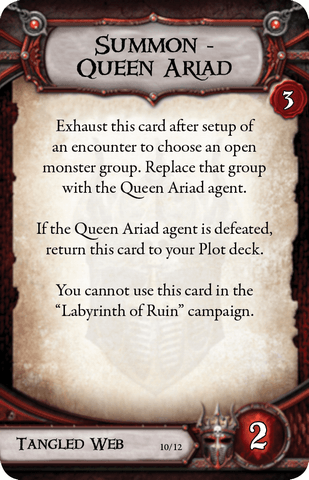 Summon -
Queen Ariad
3
Exhaust this card after setup of
an encounter to choose an open
monster group. Replace that group
with the Queen Ariad agent.
If the Queen Ariad agent is defeated,
return this card to your Plot deck.
You cannot use this card in the
“Labyrinth of Ruin” campaign.
Tangled Web
10/12
2